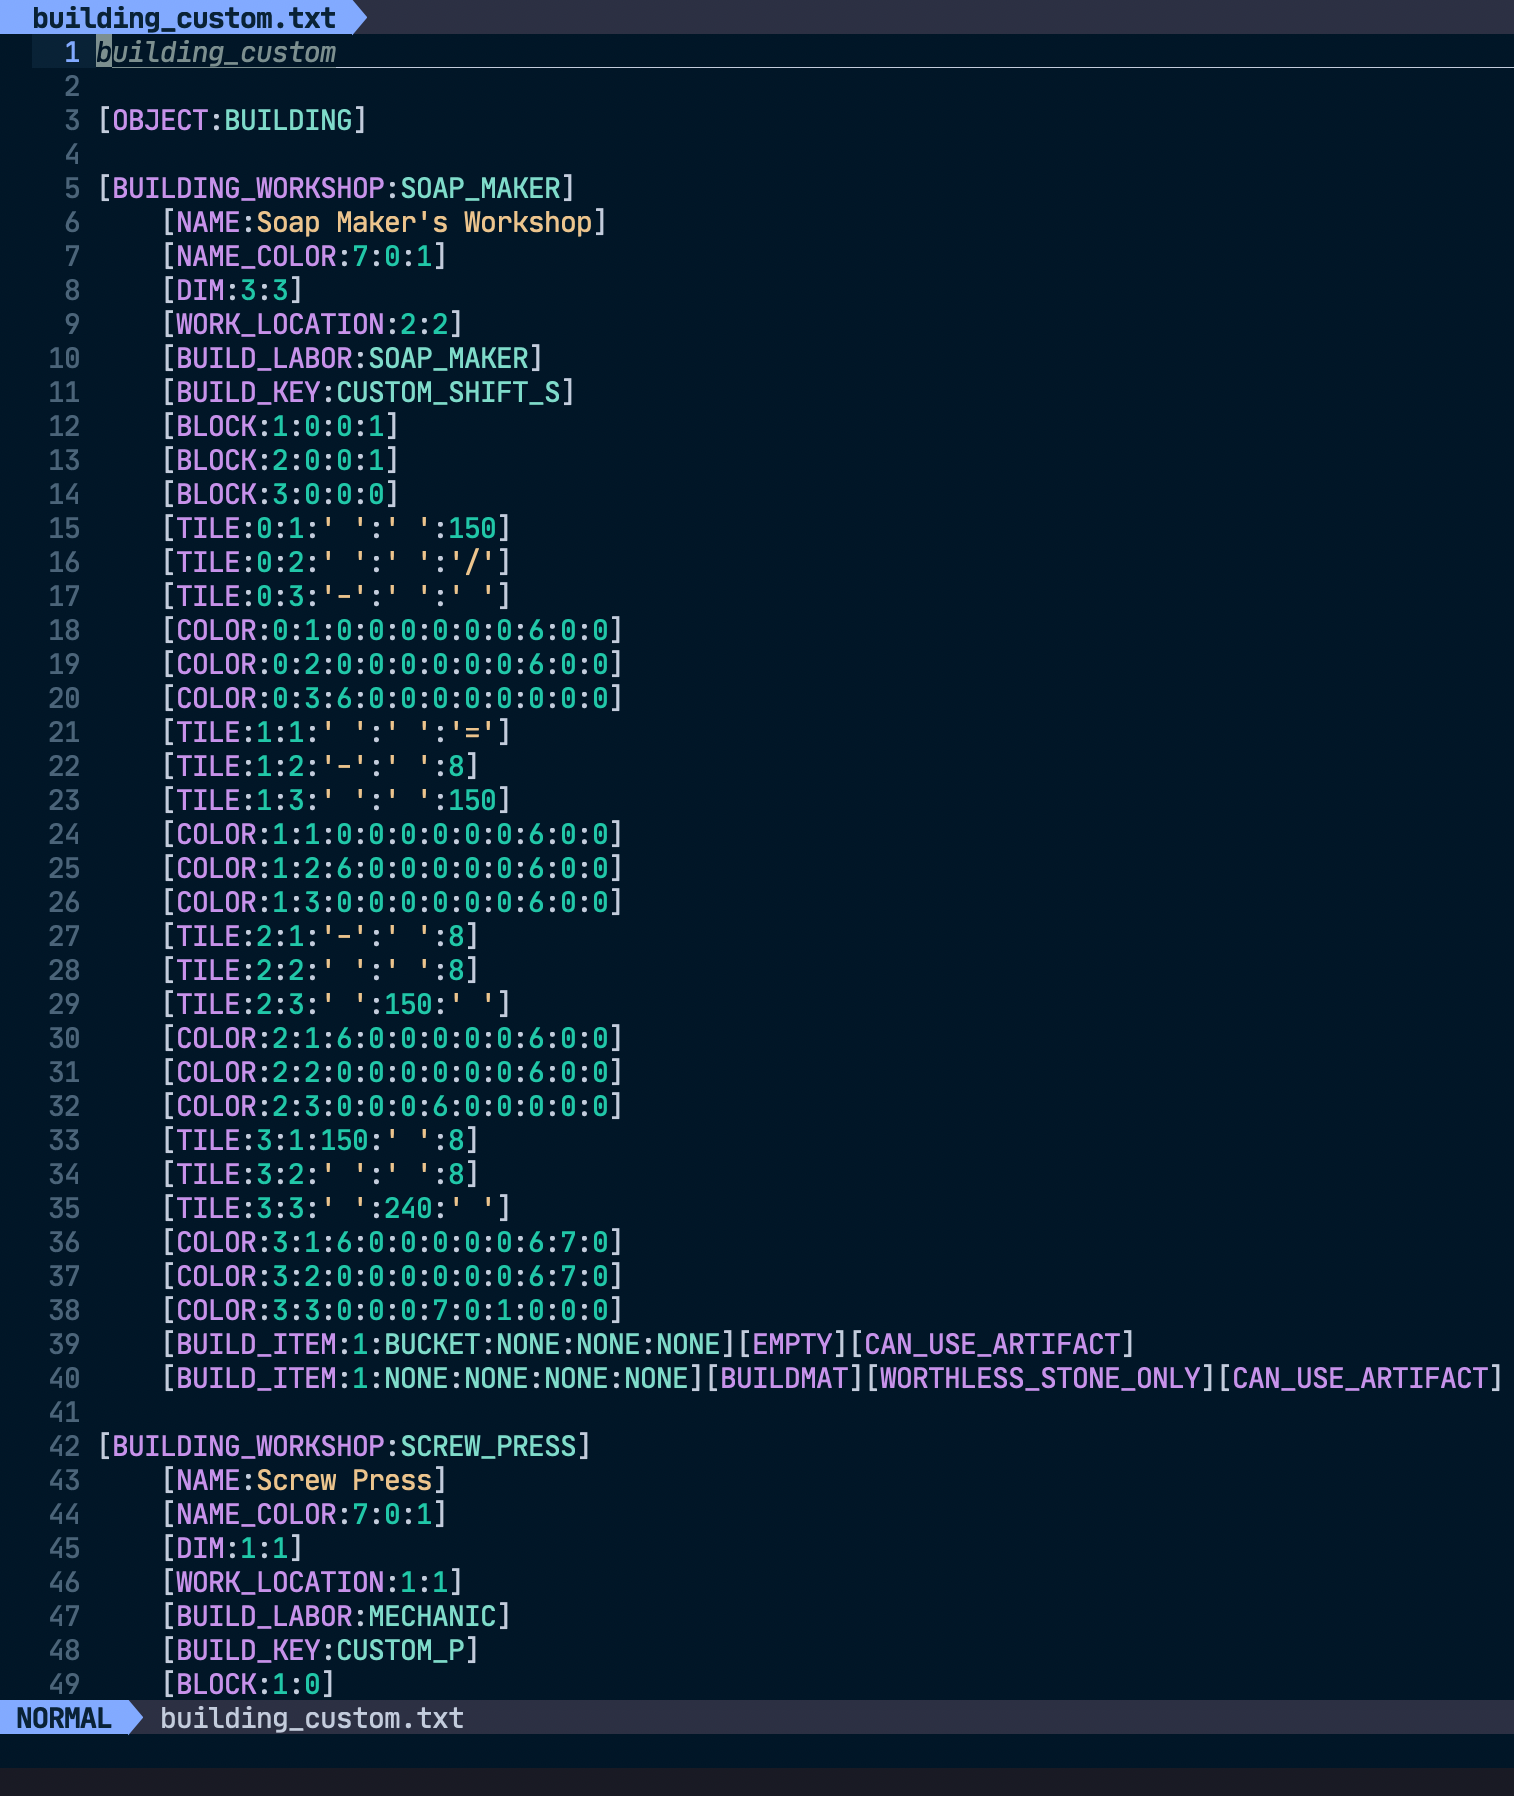 building_custom.txt
1 building_custom
2
3 [OBJECT:BUILDING]
4
5 [BUILDING_WORKSHOP:SOAP_MAKER]
6     [NAME:Soap Maker's Workshop]
7     [NAME_COLOR:7:0:1]
8     [DIM:3:3]
9     [WORK_LOCATION:2:2]
10     [BUILD_LABOR:SOAP_MAKER]
11     [BUILD_KEY:CUSTOM_SHIFT_S]
12     [BLOCK:1:0:0:1]
13     [BLOCK:2:0:0:1]
14     [BLOCK:3:0:0:0]
15     [TILE:0:1:' ':' ':150]
16     [TILE:0:2:' ':' ':'/']
17     [TILE:0:3:'-':' ':' ']
18     [COLOR:0:1:0:0:0:0:0:0:6:0:0]
19     [COLOR:0:2:0:0:0:0:0:0:6:0:0]
20     [COLOR:0:3:6:0:0:0:0:0:0:0:0]
21     [TILE:1:1:' ':' ':'=']
22     [TILE:1:2:'-':' ':8]
23     [TILE:1:3:' ':' ':150]
24     [COLOR:1:1:0:0:0:0:0:0:6:0:0]
25     [COLOR:1:2:6:0:0:0:0:0:6:0:0]
26     [COLOR:1:3:0:0:0:0:0:0:6:0:0]
27     [TILE:2:1:'-':' ':8]
28     [TILE:2:2:' ':' ':8]
29     [TILE:2:3:' ':150:' ']
30     [COLOR:2:1:6:0:0:0:0:0:6:0:0]
31     [COLOR:2:2:0:0:0:0:0:0:6:0:0]
32     [COLOR:2:3:0:0:0:6:0:0:0:0:0]
33     [TILE:3:1:150:' ':8]
34     [TILE:3:2:' ':' ':8]
35     [TILE:3:3:' ':240:' ']
36     [COLOR:3:1:6:0:0:0:0:0:6:7:0]
37     [COLOR:3:2:0:0:0:0:0:0:6:7:0]
38     [COLOR:3:3:0:0:0:7:0:1:0:0:0]
39     [BUILD_ITEM:1:BUCKET:NONE:NONE:NONE][EMPTY][CAN_USE_ARTIFACT]
40     [BUILD_ITEM:1:NONE:NONE:NONE:NONE][BUILDMAT][WORTHLESS_STONE_ONLY][CAN_USE_ARTIFACT]
41
42 [BUILDING_WORKSHOP:SCREW_PRESS]
43     [NAME:Screw Press]
44     [NAME_COLOR:7:0:1]
45     [DIM:1:1]
46     [WORK_LOCATION:1:1]
47     [BUILD_LABOR:MECHANIC]
48     [BUILD_KEY:CUSTOM_P]
49     [BLOCK:1:0]
NORMAL building_custom.txt